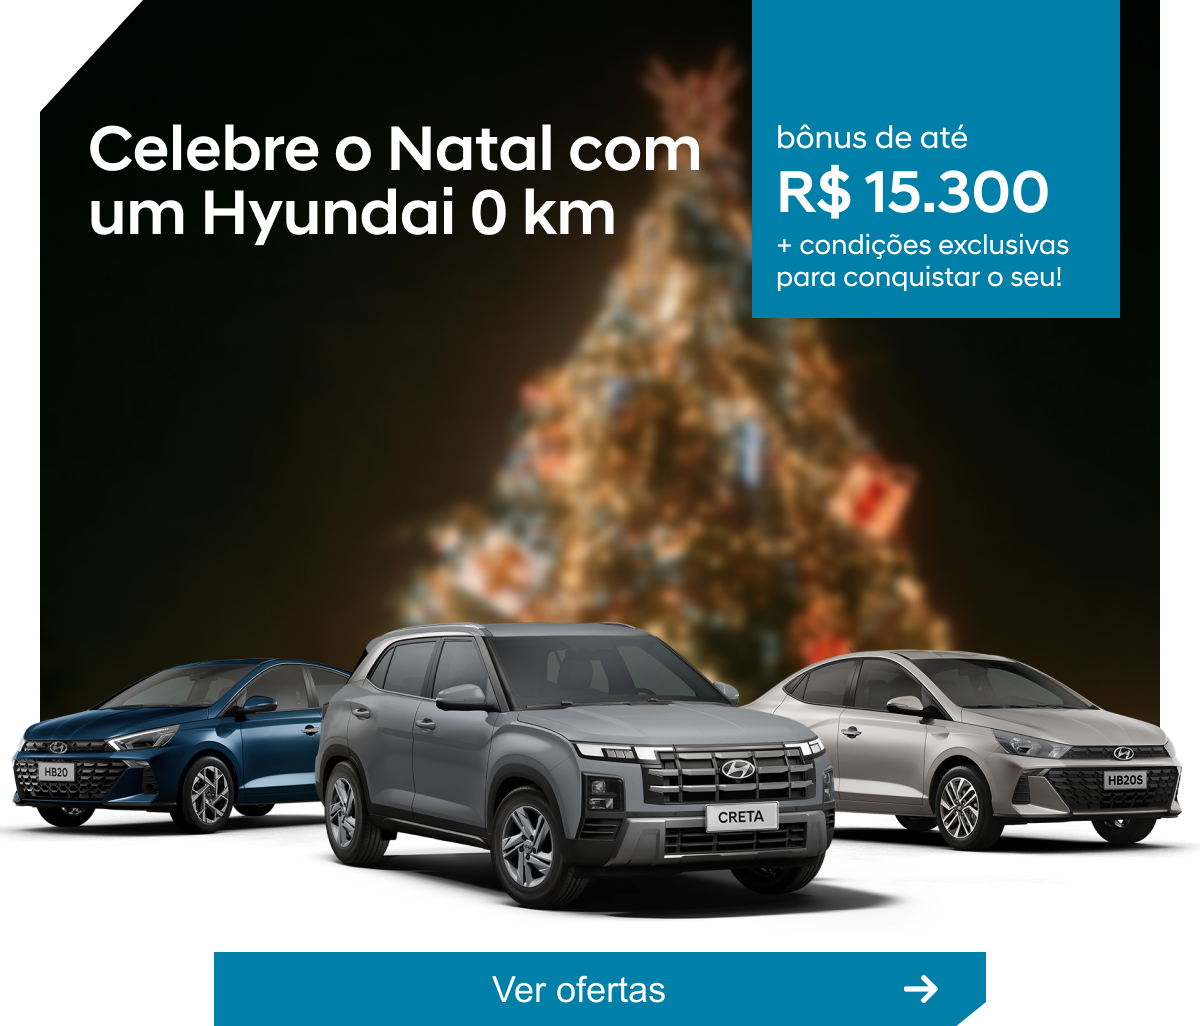 Celebre o Natal com
um Hyundai 0 km
bônus de até
R$ 15.300
+ condições exclusivas
para conquistar o seu!
HB20
CRETA
HB20S
Ver ofertas